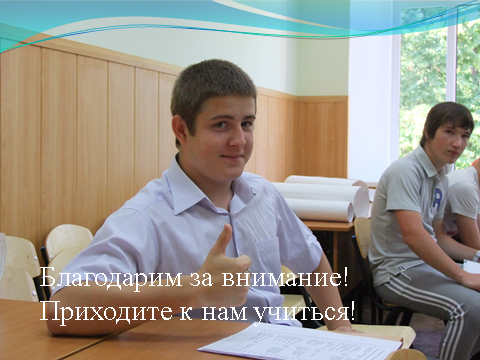 Благодарим за внимание!
Приходите к нам учиться!